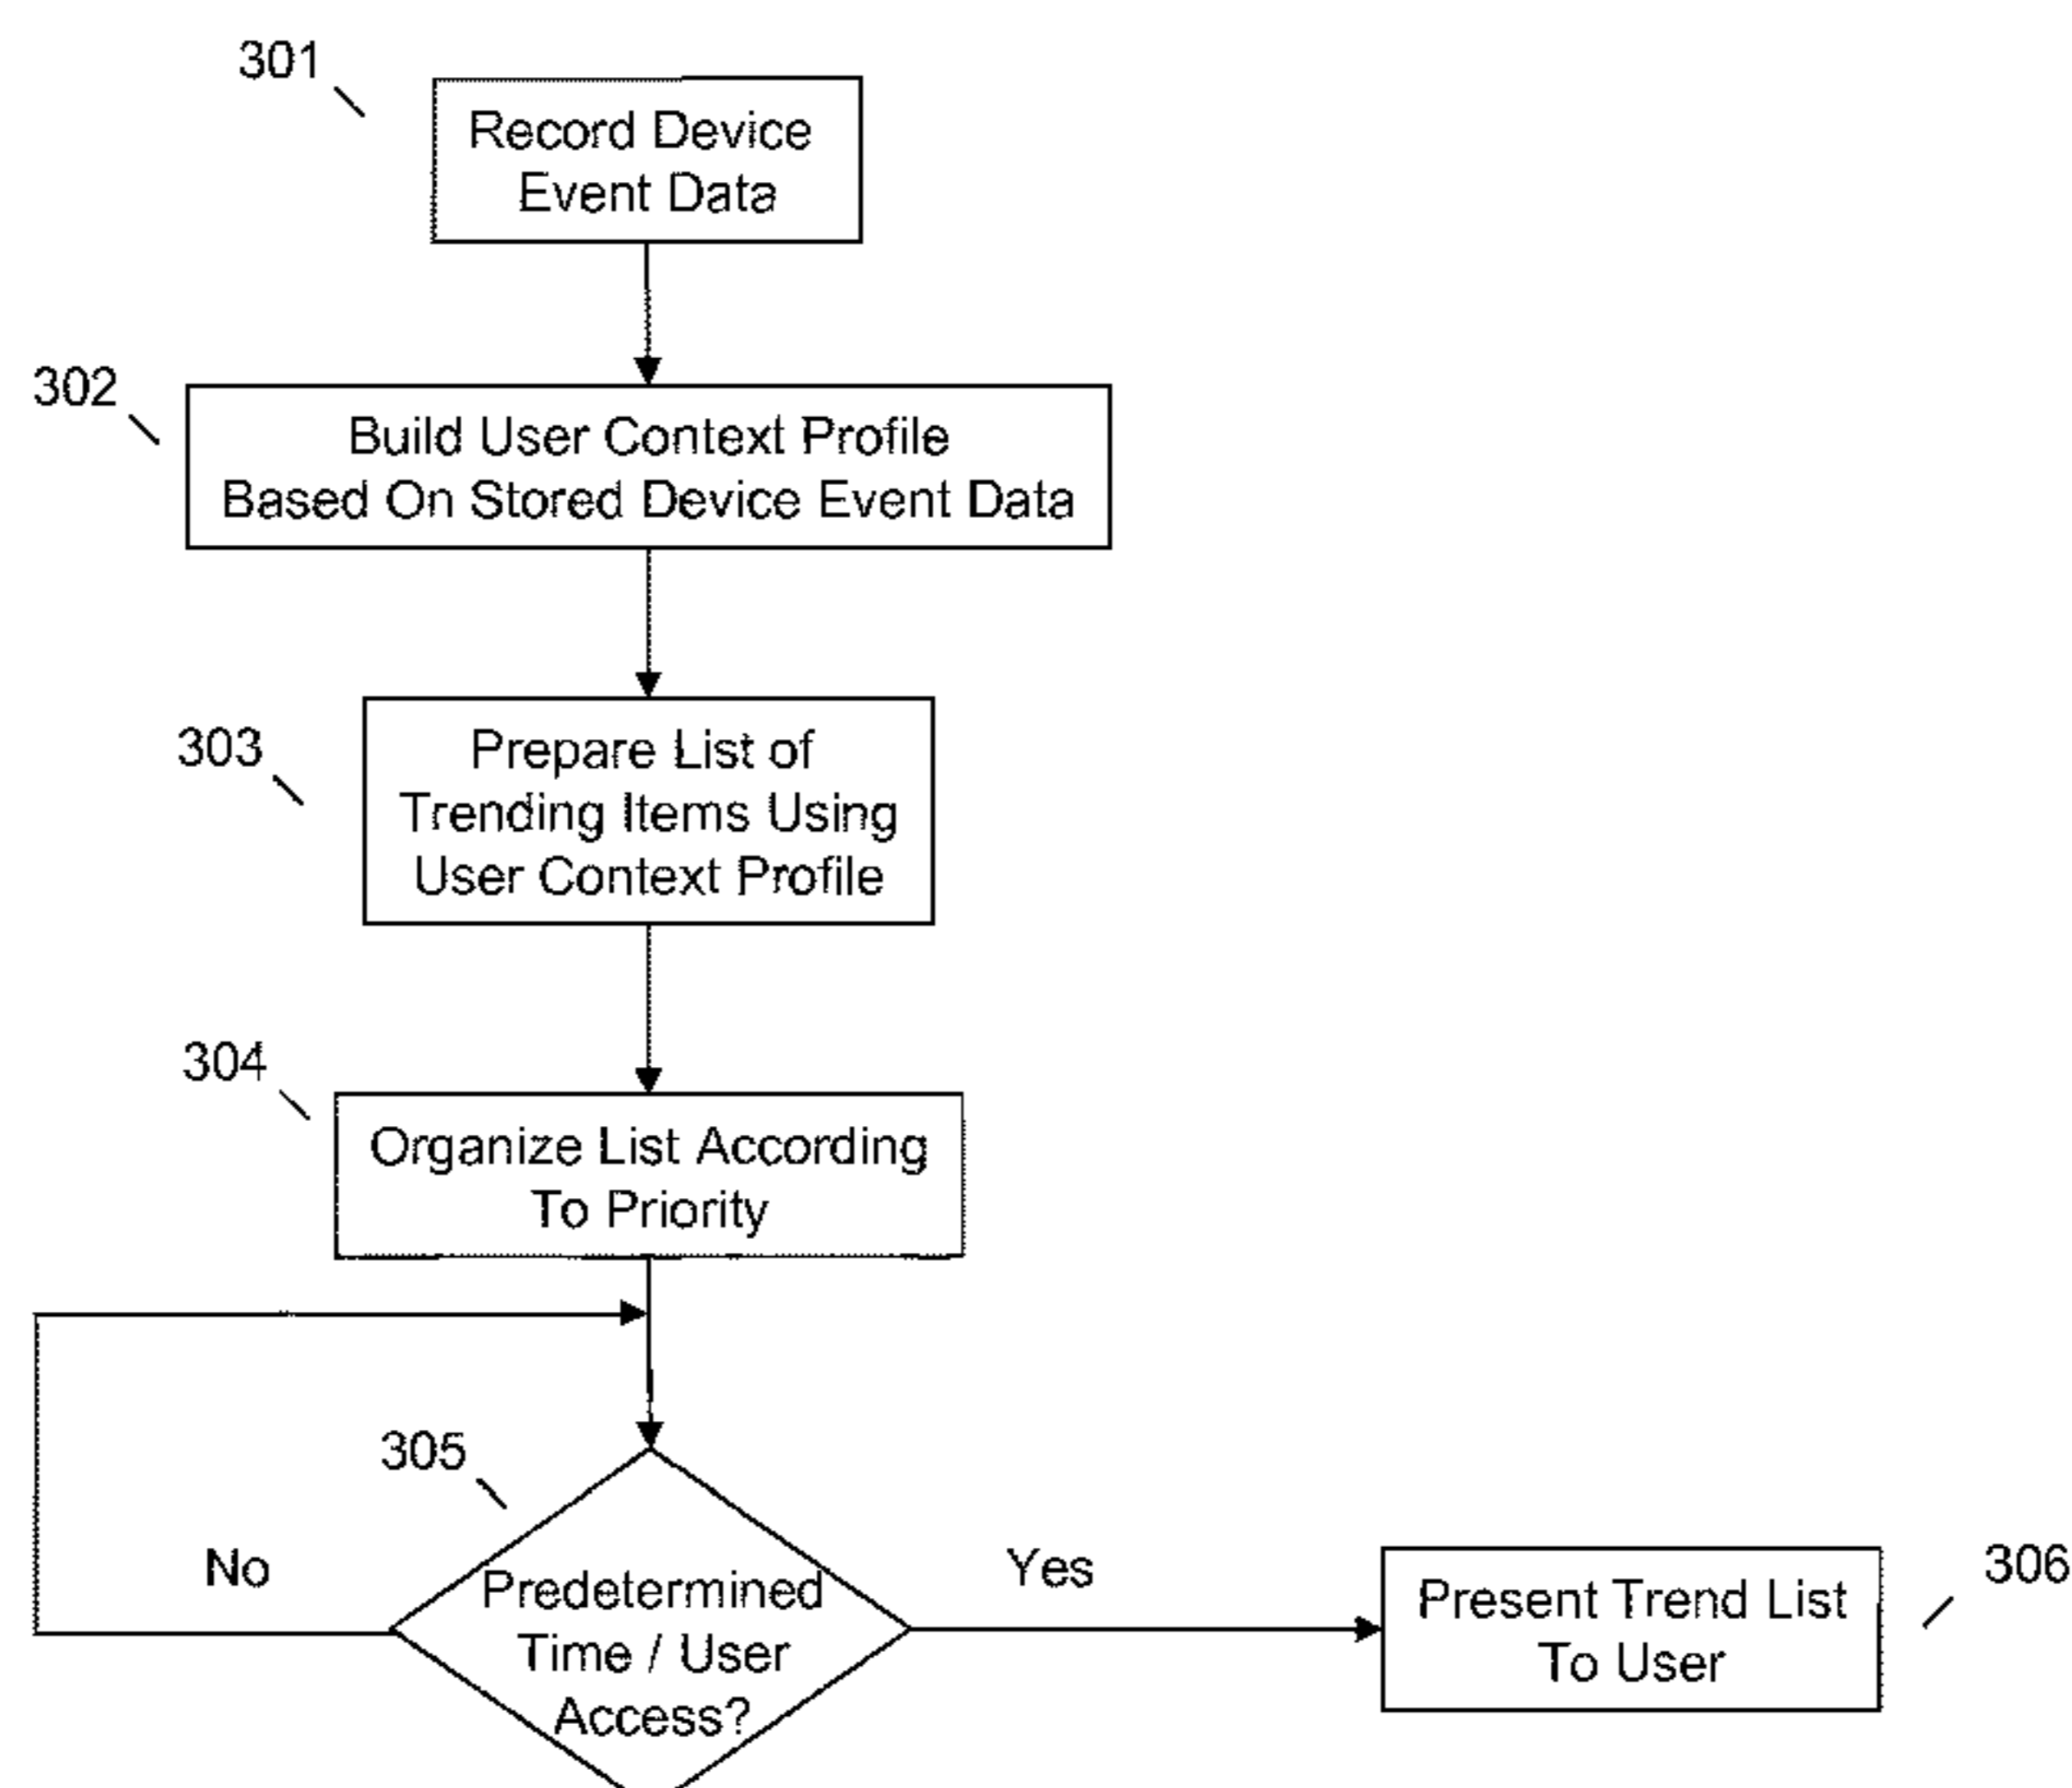 301
Record Device
Event Data
302
Build User Context Profile
Based On Stored Device Event Data
303
Prepare List of
Trending Items Using
User Context Profile
304
Organize List According
To Priority
305
No
Predetermined
Time / User
Access?
Yes
Present Trend List
To User
306